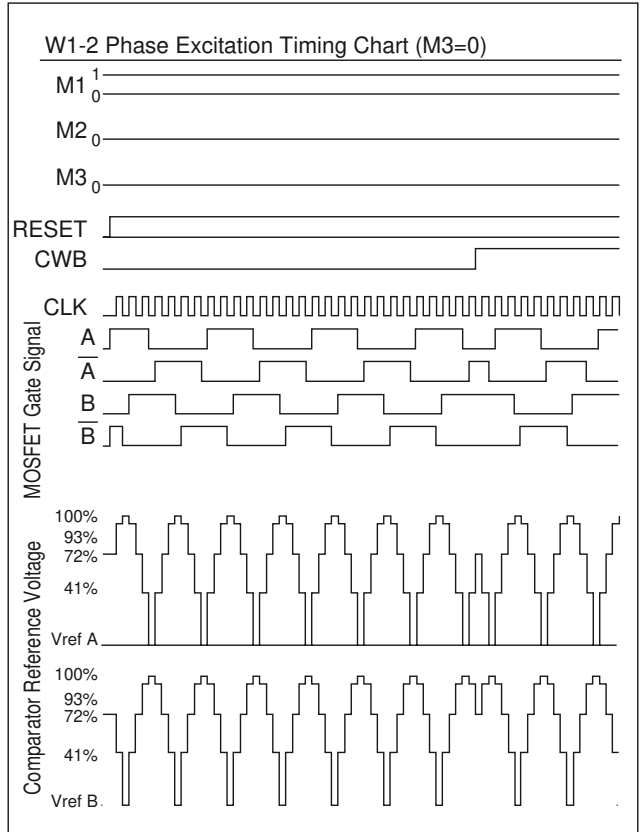 W1-2 Phase Excitation Timing Chart (M3=0)
M1 1
0
M2 0
M3 0
RESET
CWB
CLK
MOSFET Gate Signal
A
A̅
B
B̅
Comparator Reference Voltage
100%
93%
72%
41%
Vref A
100%
93%
72%
41%
Vref B